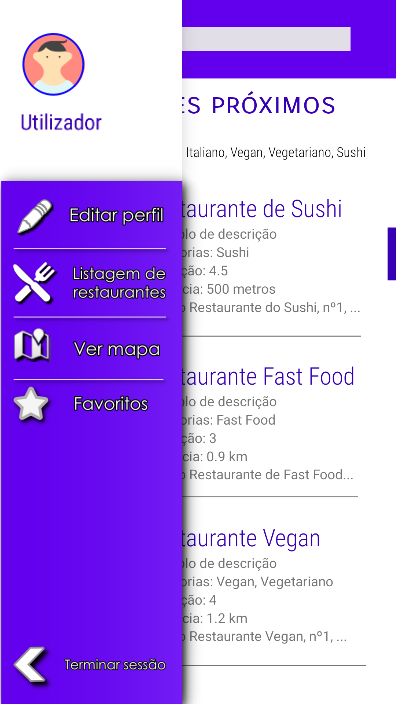 Utilizador
Editar perfil
Listagem de
restaurantes
Ver mapa
Favoritos
Terminar sessão
ES PRÓXIMOS
Italiano, Vegan, Vegetariano, Sushi
taurante de Sushi
lo de descrição
orias: Sushi
ção: 4.5
cia: 500 metros
o Restaurante do Sushi, nº1, ...
taurante Fast Food
lo de descrição
orias: Fast Food
ção: 3
cia: 0.9 km
o Restaurante de Fast Food...
taurante Vegan
lo de descrição
orias: Vegan, Vegetariano
ção: 4
cia: 1.2 km
o Restaurante Vegan, nº1, ...